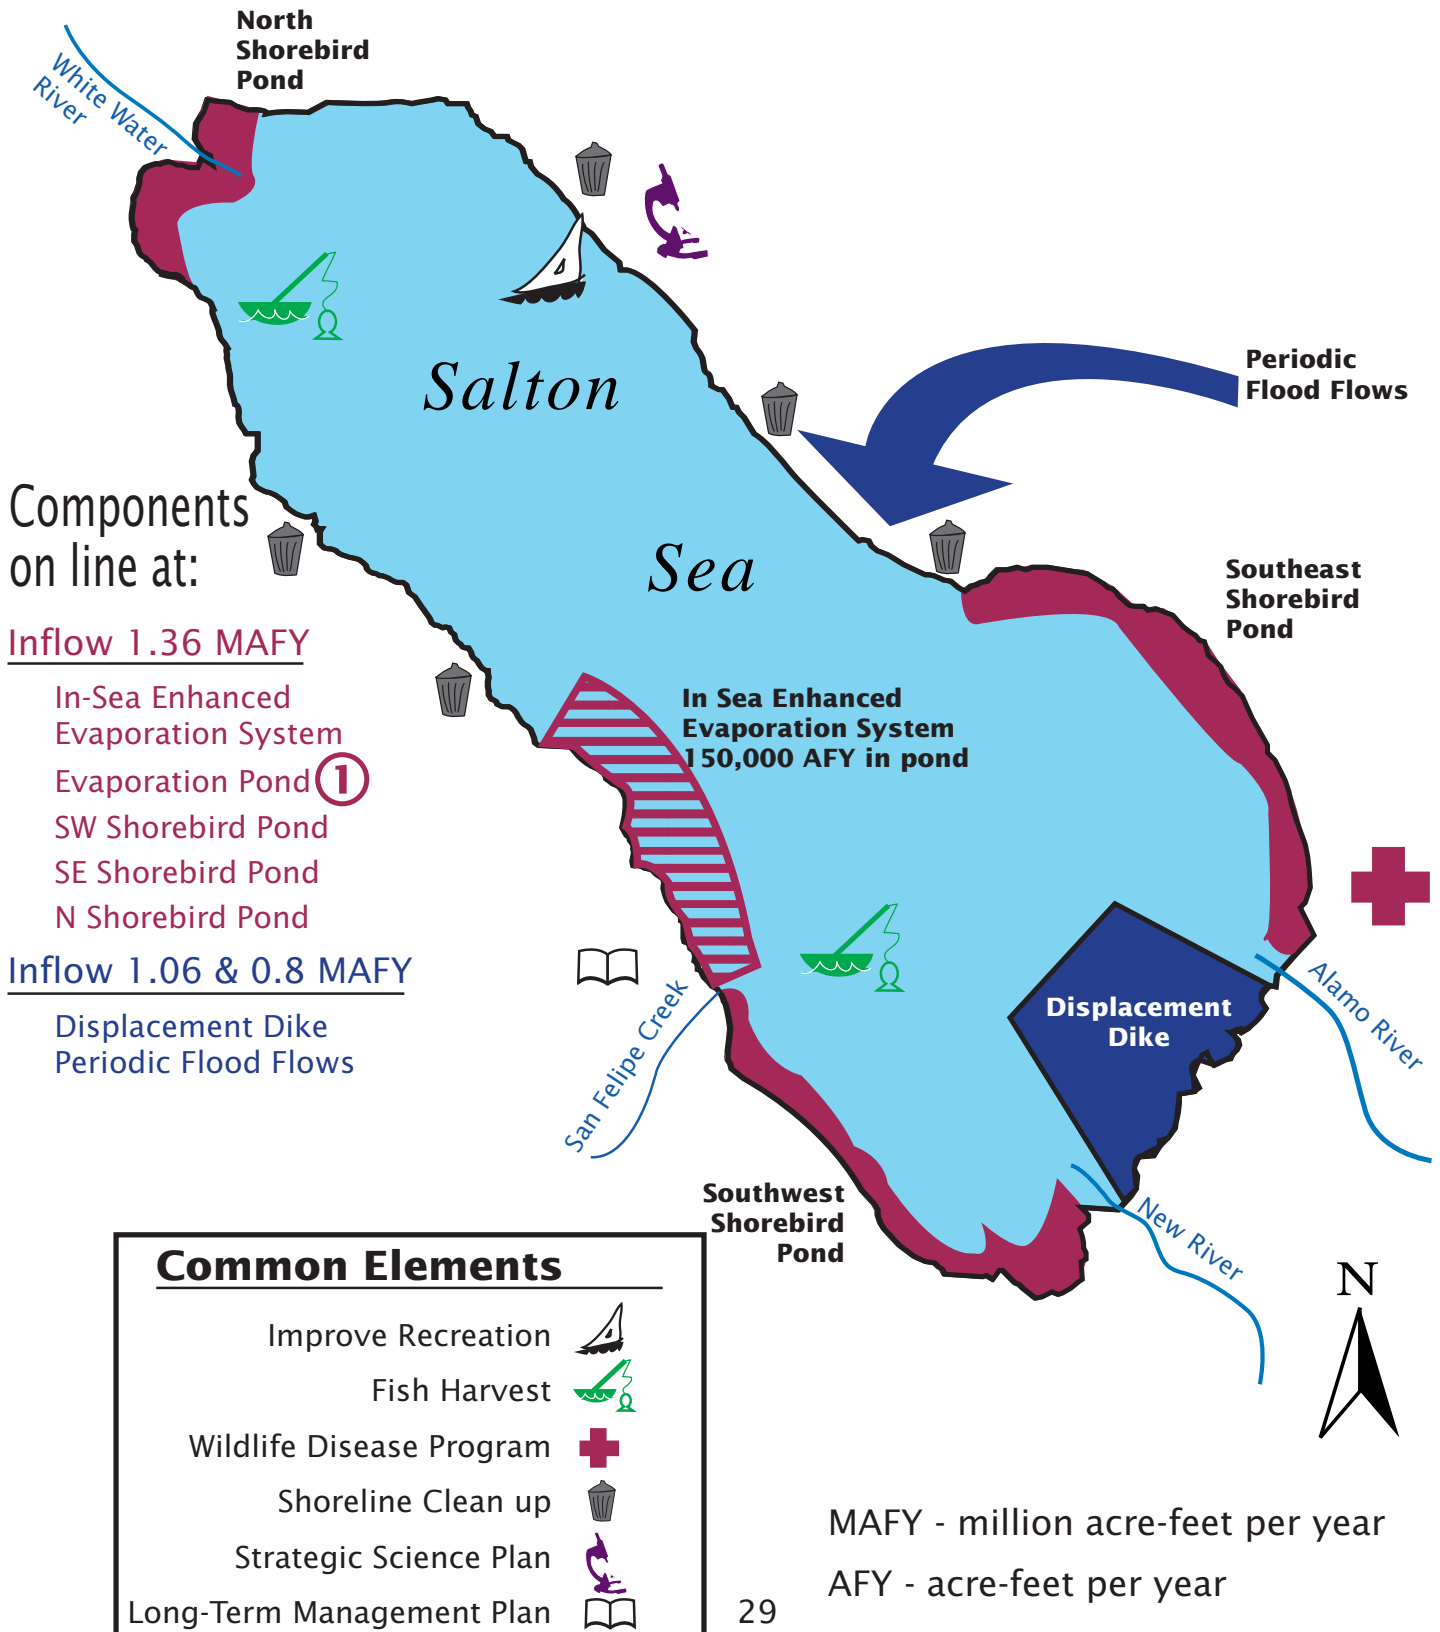 North
Shorebird
Pond
White Water
River
Salton
Periodic
Flood Flows
Components
on line at:
Sea
Southeast
Shorebird
Pond
Inflow 1.36 MAFY
In-Sea Enhanced
Evaporation System
Evaporation Pond 1
SW Shorebird Pond
SE Shorebird Pond
N Shorebird Pond
In Sea Enhanced
Evaporation System
150,000 AFY in pond
Inflow 1.06 & 0.8 MAFY
Displacement Dike
Periodic Flood Flows
San Felipe Creek
Displacement
Dike
Alamo River
Southwest
Shorebird
Pond
New River
N
Common Elements
Improve Recreation
Fish Harvest
Wildlife Disease Program
Shoreline Clean up
Strategic Science Plan
Long-Term Management Plan
MAFY - million acre-feet per year
AFY - acre-feet per year
29